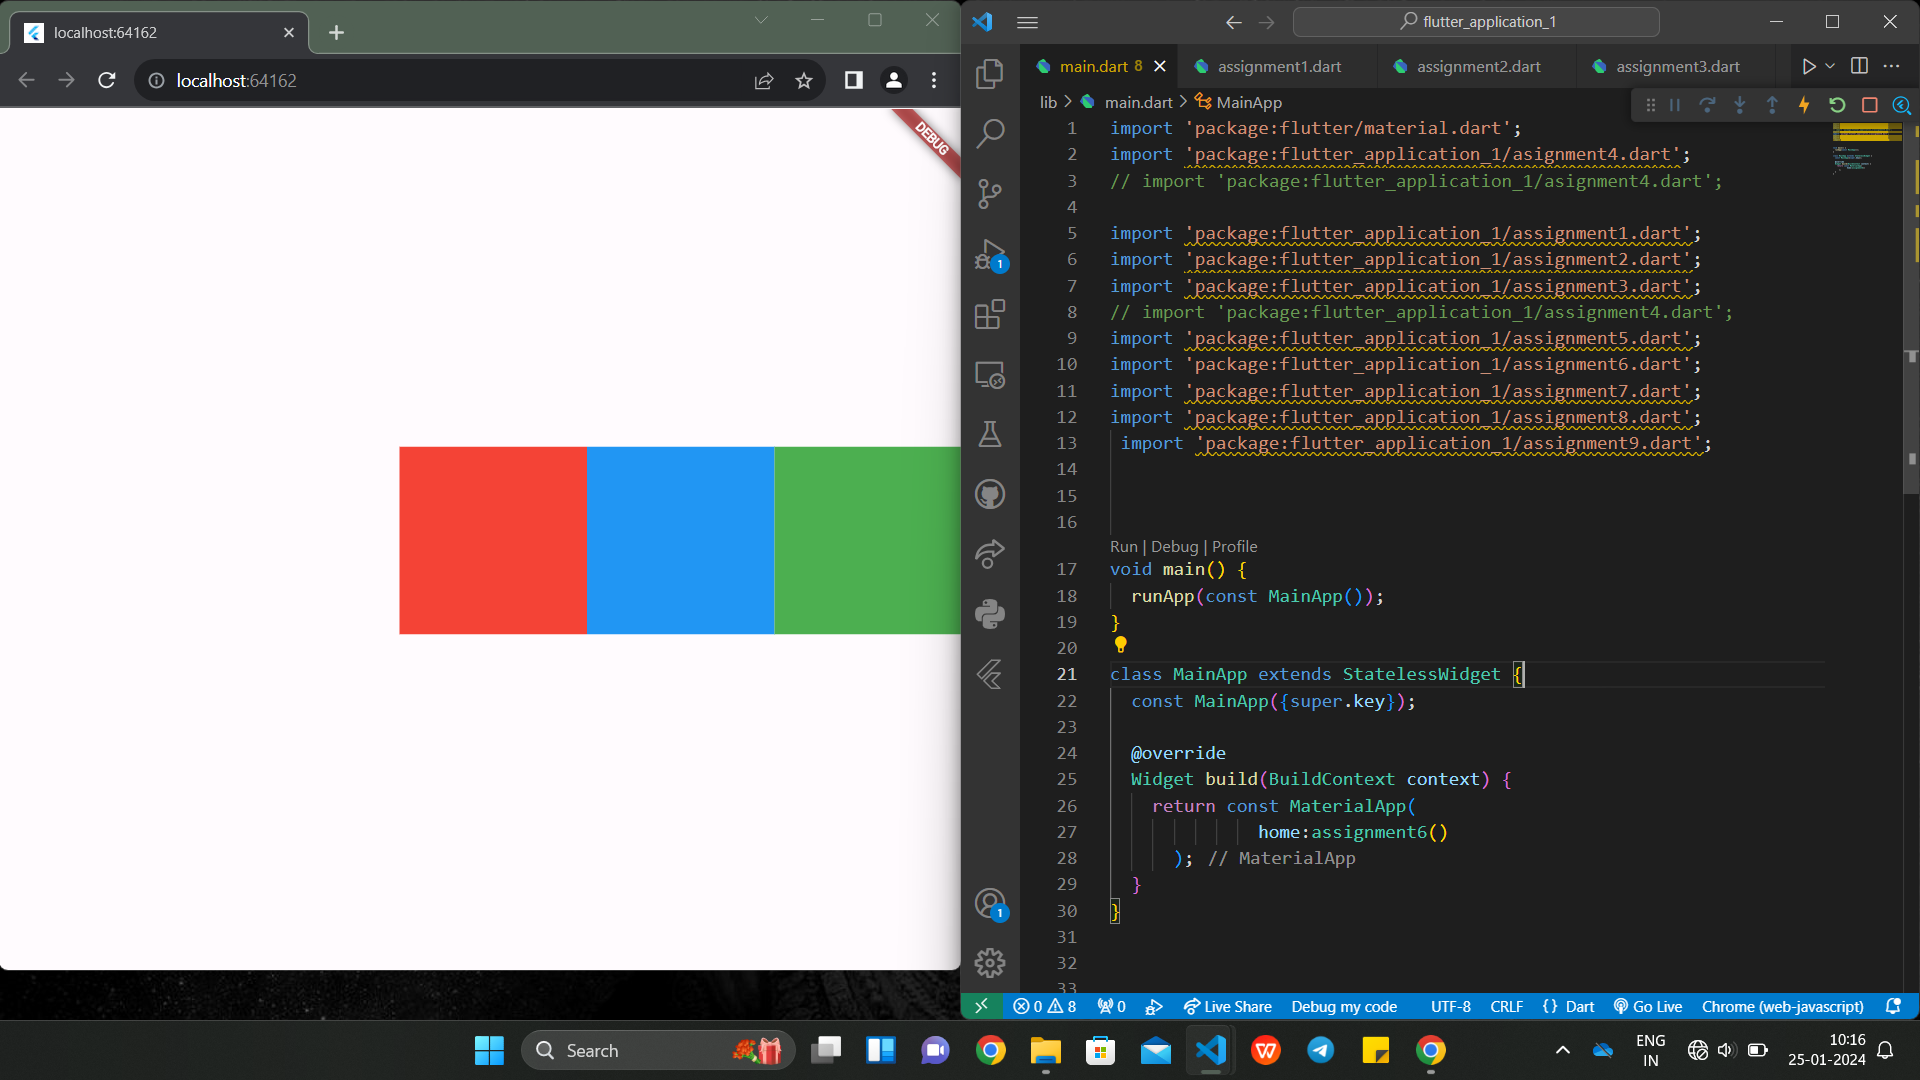 localhost:64162
localhost:64162
DEBUG
flutter_application_1
main.dart 8
assignment1.dart
assignment2.dart
assignment3.dart
lib > main.dart > MainApp
1 import 'package:flutter/material.dart';
2 import 'package:flutter_application_1/asignment4.dart';
3 // import 'package:flutter_application_1/asignment4.dart';
4
5 import 'package:flutter_application_1/assignment1.dart';
6 import 'package:flutter_application_1/assignment2.dart';
7 import 'package:flutter_application_1/assignment3.dart';
8 // import 'package:flutter_application_1/assignment4.dart';
9 import 'package:flutter_application_1/assignment5.dart';
10 import 'package:flutter_application_1/assignment6.dart';
11 import 'package:flutter_application_1/assignment7.dart';
12 import 'package:flutter_application_1/assignment8.dart';
13 import 'package:flutter_application_1/assignment9.dart';
14
15
16
Run | Debug | Profile
17 void main() {
18 runApp(const MainApp());
19 }
20
21 class MainApp extends StatelessWidget {
22 const MainApp({super.key});
23
24 @override
25 Widget build(BuildContext context) {
26 return const MaterialApp(
27 home:assignment6()
28 ); // MaterialApp
29 }
30 }
31
32
33
1
1
0 8 0 Live Share Debug my code UTF-8 CRLF {} Dart Go Live Chrome (web-javascript)
Search
ENG
IN
10:16
25-01-2024